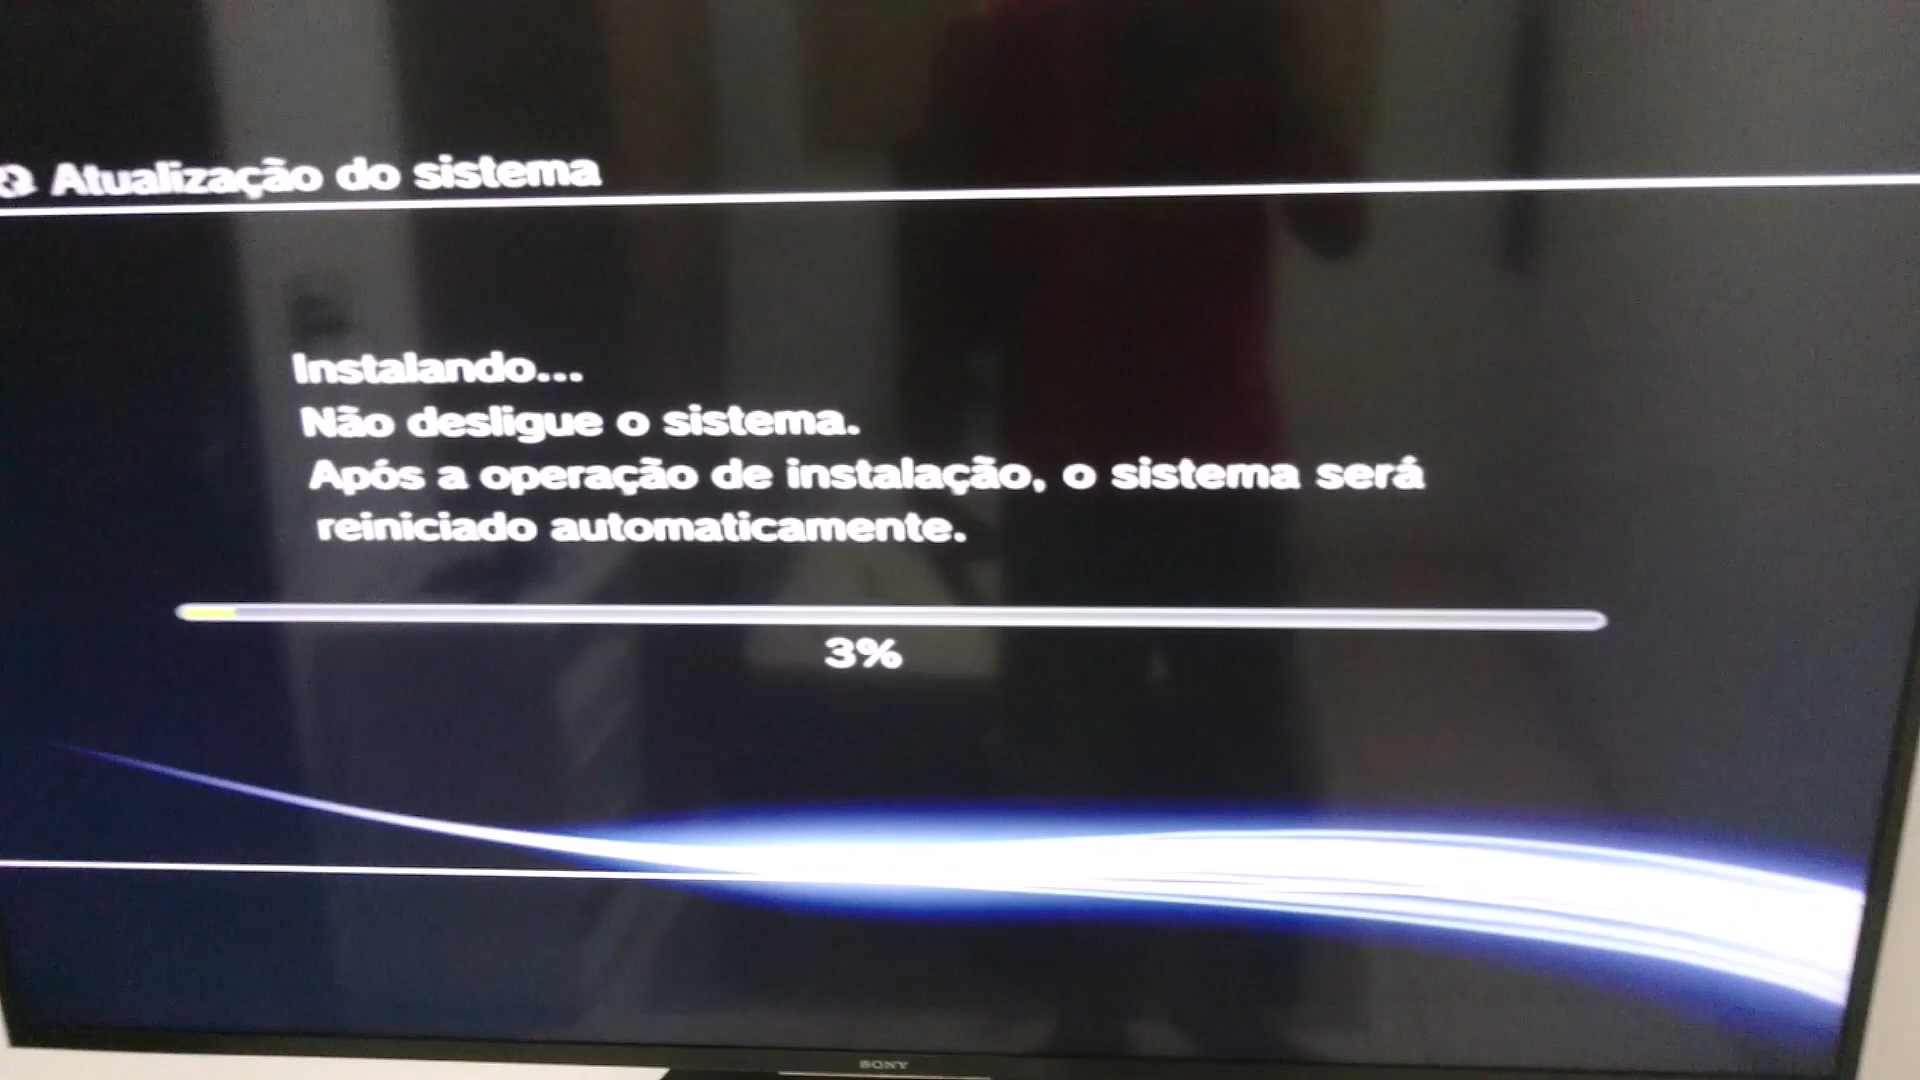 Atualização do sistema
Instalando...
Não desligue o sistema.
Após a operação de instalação, o sistema será
reiniciado automaticamente.
3%
SONY